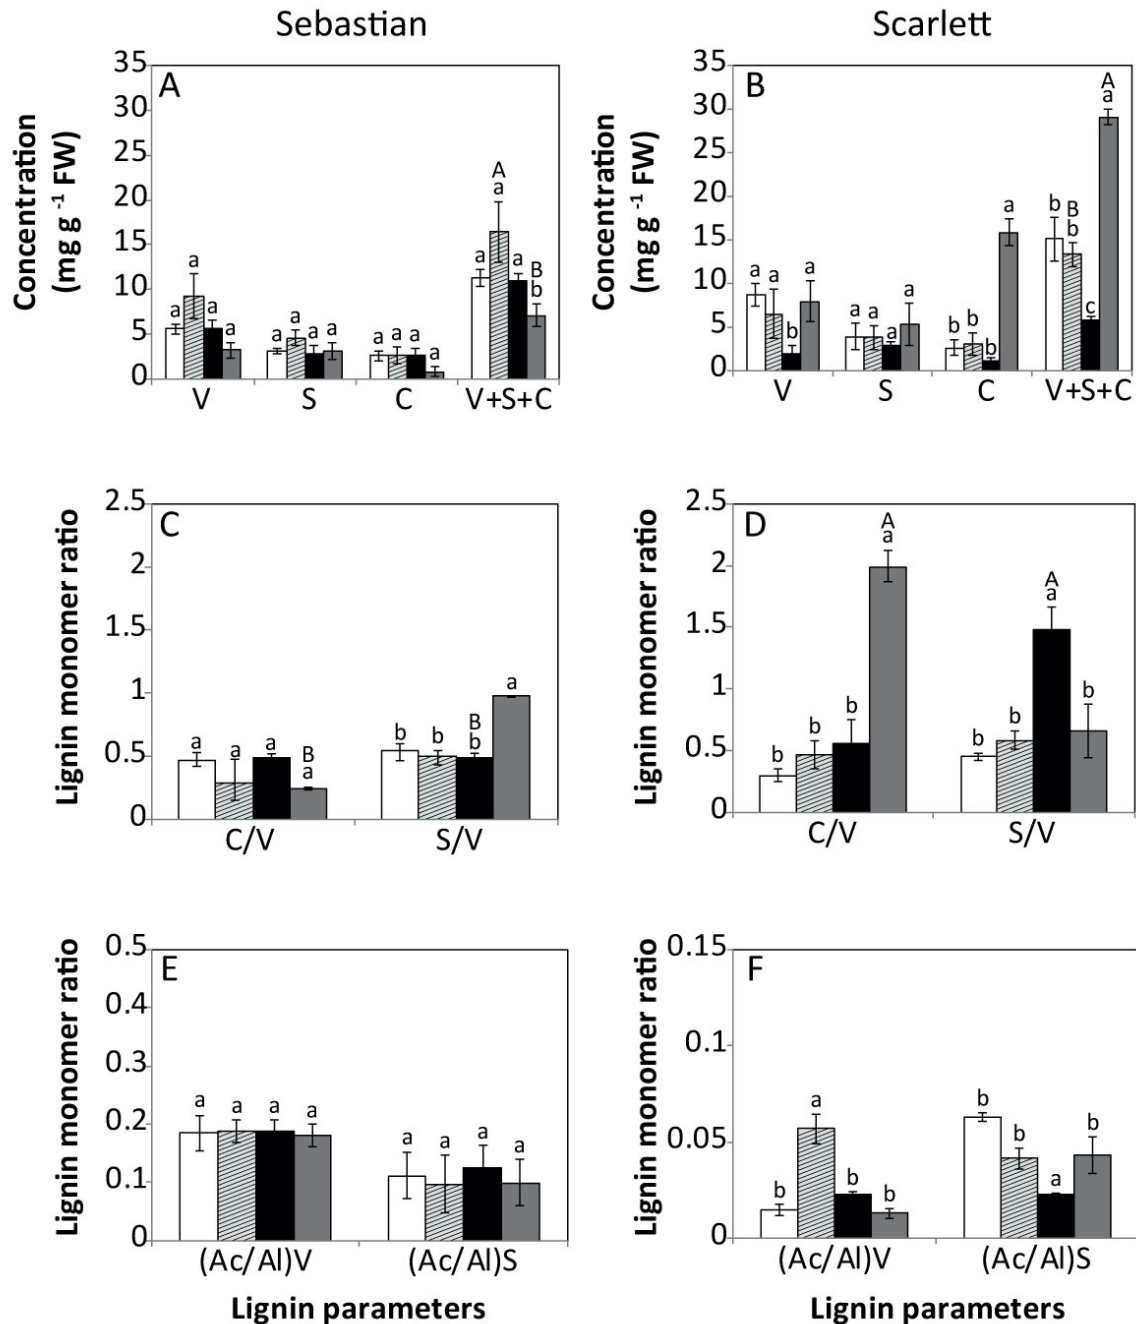 Sebastian Scarlett
A
35
30
25
20
15
10
5
0
Concentration
(mg g -1 FW)
a a a a
a a a a
a a a a
a A a a B b
V S C V+S+C
B
35
30
25
20
15
10
5
0
Concentration
(mg g -1 FW)
a a b a
a a a a
b b b a
b B b c A a
V S C V+S+C
C
2.5
2
1.5
1
0.5
0
Lignin monomer ratio
a a a B a
b b B b a
C/V S/V
D
2.5
2
1.5
1
0.5
0
Lignin monomer ratio
b b b A a
b b A a b
C/V S/V
E
0.5
0.4
0.3
0.2
0.1
0
Lignin monomer ratio
a a a a
a a a a
(Ac/Al)V (Ac/Al)S
Lignin parameters
F
0.15
0.1
0.05
0
Lignin monomer ratio
b a b b
b b a b
(Ac/Al)V (Ac/Al)S
Lignin parameters